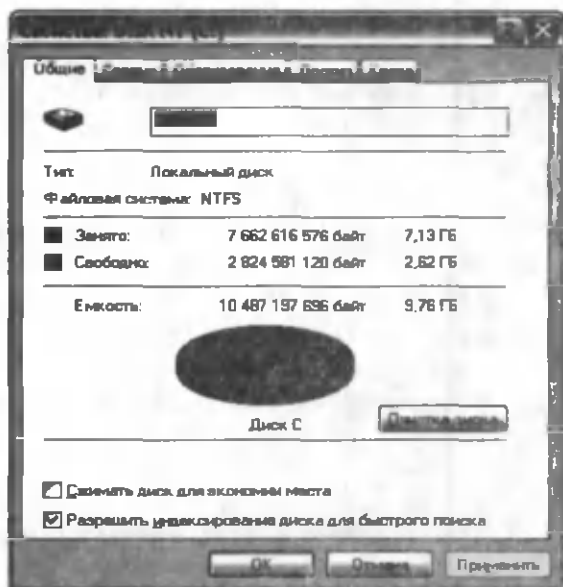 Общие
Тип: Локальный диск
Файловая система: NTFS
Занято: 7 662 616 576 байт 7,13 ГБ
Свободно: 2 824 581 120 байт 2,62 ГБ
Емкость: 10 487 197 696 байт 9,76 ГБ
Диск C
Очистка диска
Сжимать диск для экономии места
Разрешить индексирование диска для быстрого поиска
ОК Отмена Применить